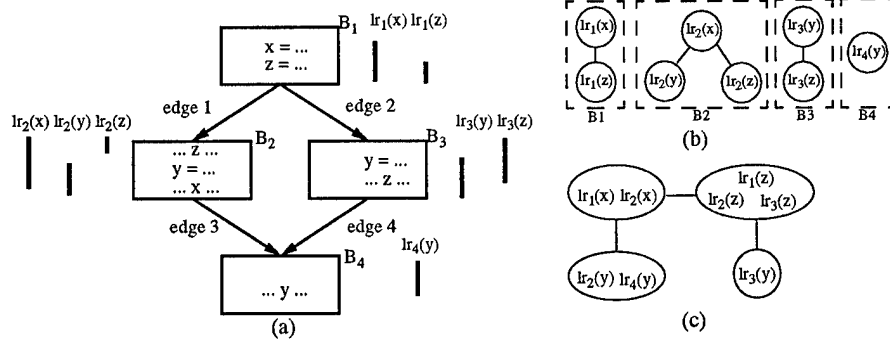 B1
lr1(x) lr1(z)
x = ...
z = ...
edge 1
edge 2
lr2(x) lr2(y) lr2(z)
B2
... z ...
y = ...
... x ...
B3
y = ...
... z ...
lr3(y) lr3(z)
edge 3
edge 4
B4
... y ...
lr4(y)
(a)
lr1(x)
lr1(z)
B1
lr2(x)
lr2(y)
lr2(z)
B2
lr3(y)
lr3(z)
B3
lr4(y)
B4
(b)
lr1(x) lr2(x)
lr1(z)
lr2(z) lr3(z)
lr2(y) lr4(y)
lr3(y)
(c)